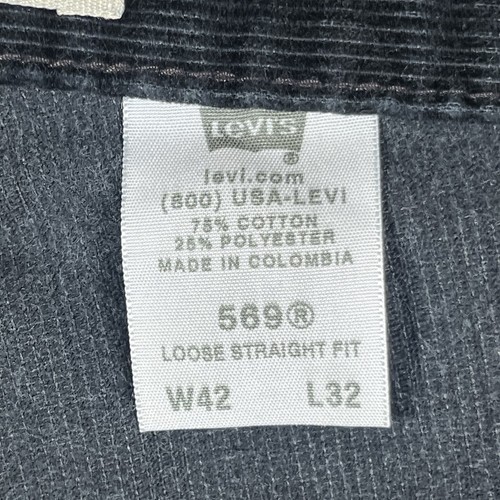 Levi's
®
levi.com
(800) USA-LEVI
75% COTTON
25% POLYESTER
MADE IN COLOMBIA
569®
LOOSE STRAIGHT FIT
W42 L32